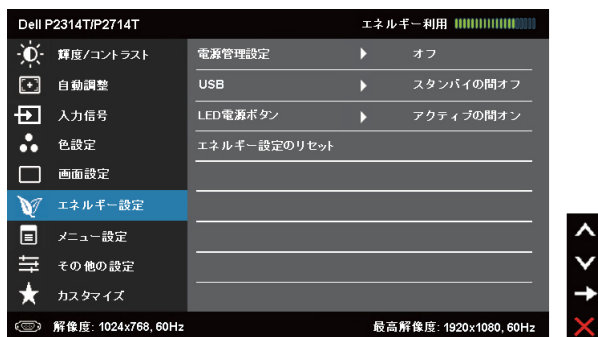 Dell P2314T/P2714T
エネルギー利用
輝度/コントラスト
電源管理設定
オフ
自動調整
USB
スタンバイの間オフ
入力信号
LED電源ボタン
アクティブの間オン
色設定
エネルギー設定のリセット
画面設定
エネルギー設定
メニュー設定
その他の設定
カスタマイズ
解像度: 1024x768, 60Hz
最高解像度: 1920x1080, 60Hz